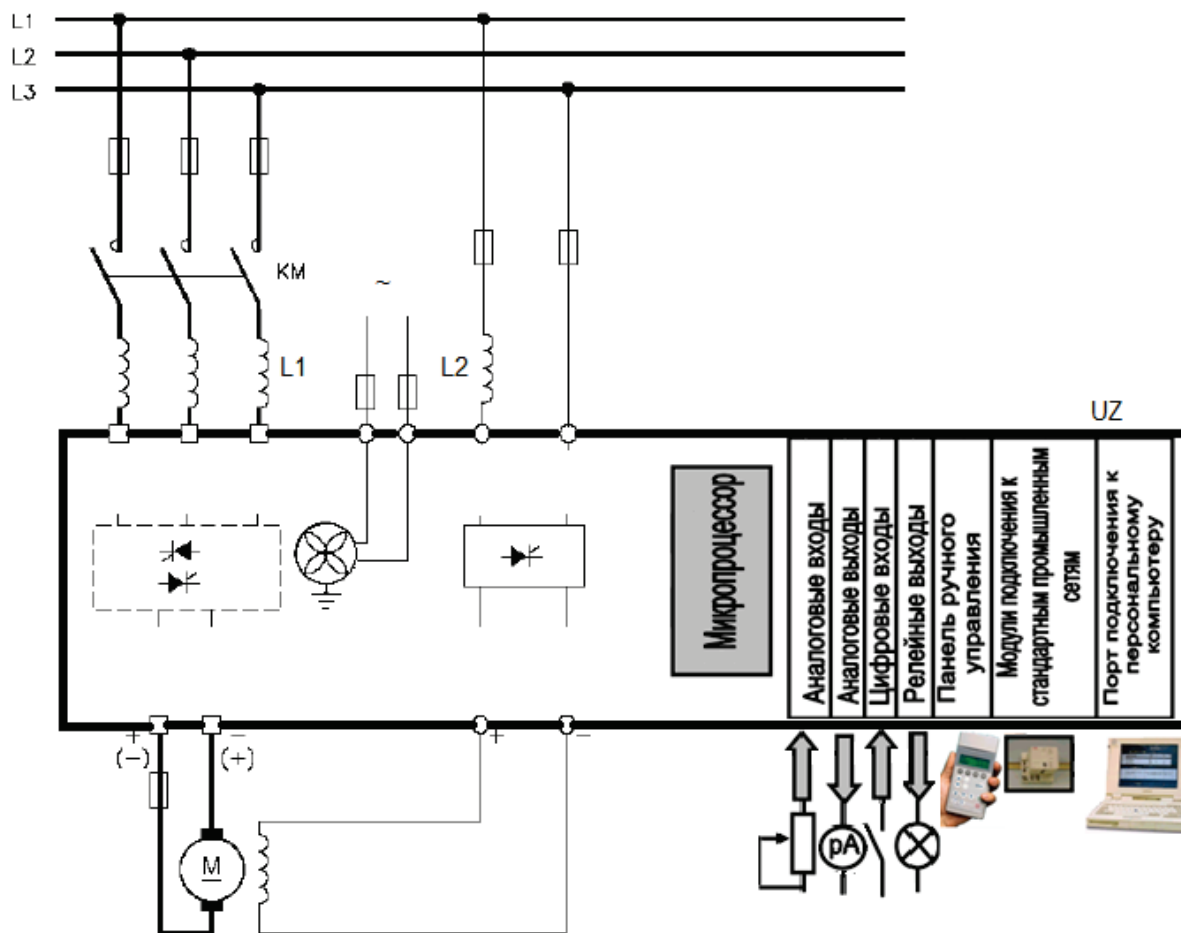 L1
L2
L3
KM
~
L1
L2
UZ
Микропроцессор
Аналоговые входы
Аналоговые выходы
Цифровые входы
Релейные выходы
Панель ручного
управления
Модули подключения к
стандартным промышленным
сетям
Порт подключения к
персональному
компьютеру
+
(−)
−
(+)
+
−
M
pA